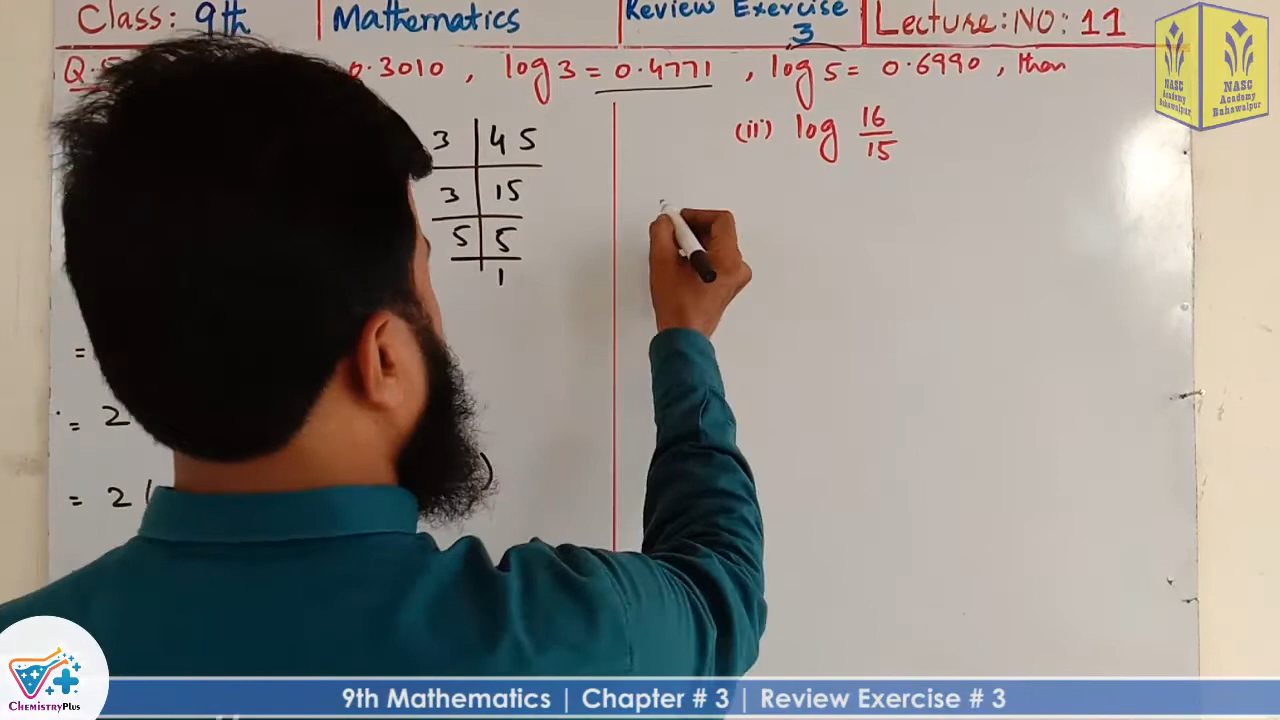 Class: 9th Mathematics Review Exercise 3 Lecture: NO: 11
0.3010 , log 3 = 0.4771 , log 5 = 0.6990 , then
(ii) log 16/15
3 | 45
3 | 15
5 | 5
1
=
= 2
= 2 ( )
NASC
Academy
Bahawalpur
NASC
Academy
Bahawalpur
CHEMISTRY PLUS
9th Mathematics | Chapter # 3 | Review Exercise # 3